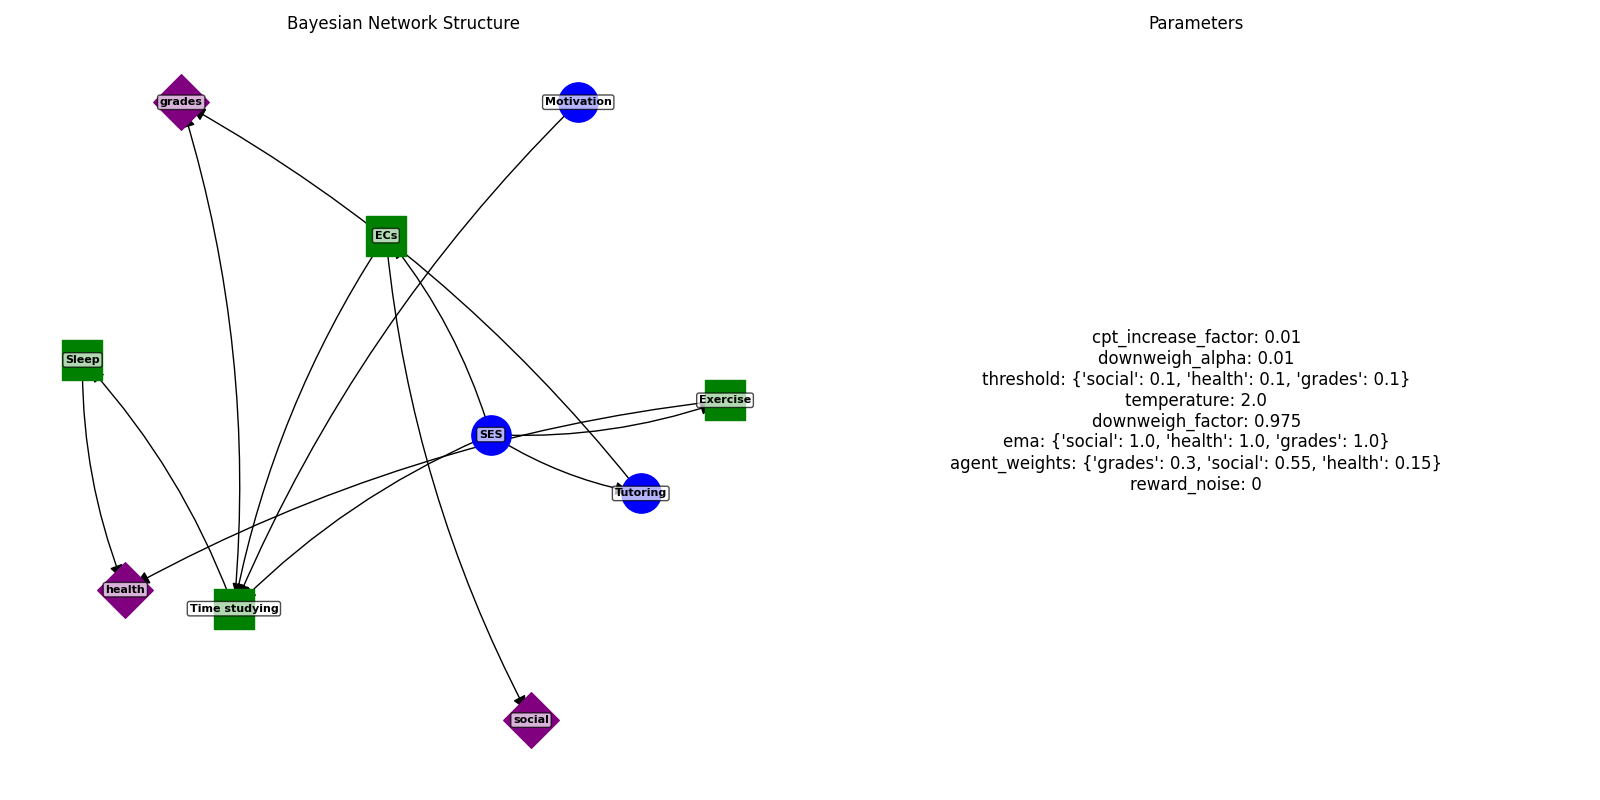 Bayesian Network Structure
Parameters
grades
Motivation
ECs
Sleep
Exercise
SES
Tutoring
health
Time studying
social
cpt_increase_factor: 0.01
downweigh_alpha: 0.01
threshold: {'social': 0.1, 'health': 0.1, 'grades': 0.1}
temperature: 2.0
downweigh_factor: 0.975
ema: {'social': 1.0, 'health': 1.0, 'grades': 1.0}
agent_weights: {'grades': 0.3, 'social': 0.55, 'health': 0.15}
reward_noise: 0